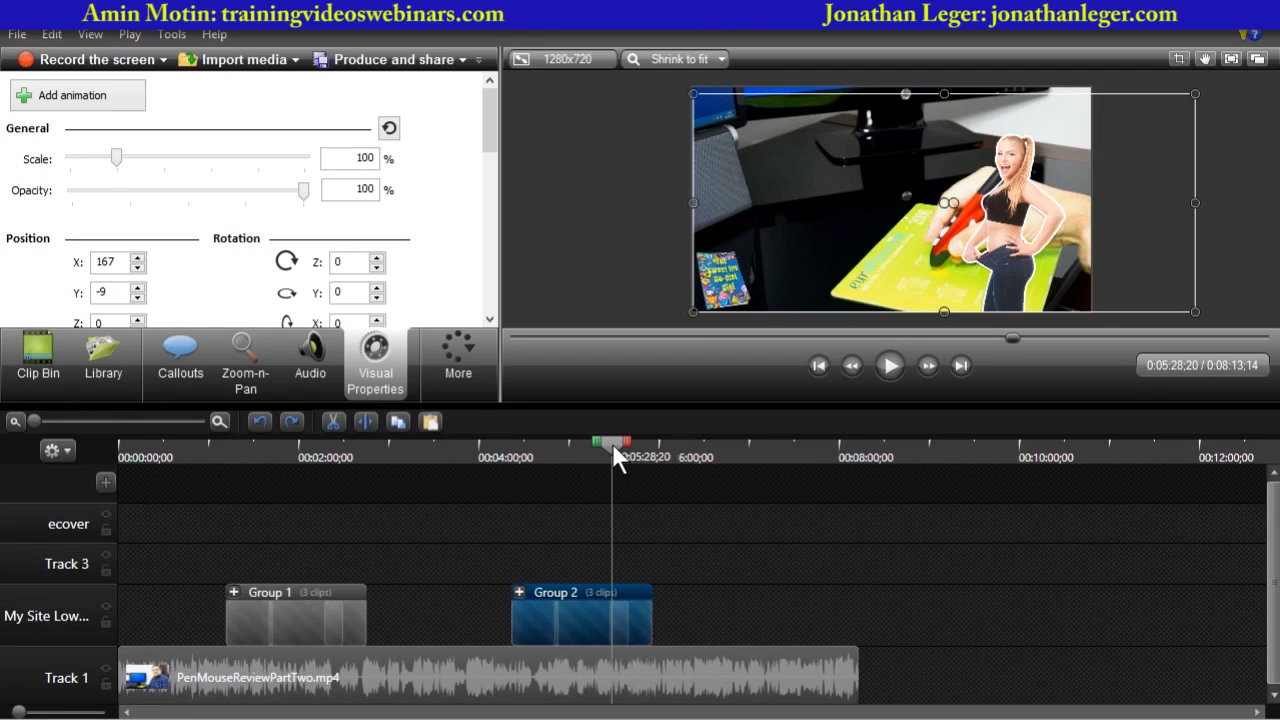 Amin Motin: trainingvideoswebinars.com
Jonathan Leger: jonathanleger.com
File Edit View Play Tools Help
Record the screen Import media Produce and share
1280x720 Shrink to fit
Add animation
General
Scale: 100 %
Opacity: 100 %
Position Rotation
X: 167 Z: 0
Y: -9 Y: 0
Z: 0 X: 0
Clip Bin Library Callouts Zoom-n-Pan Audio Visual Properties More
0:05:28;20 / 0:08:13;14
00:00:00;00 00:02:00;00 00:04:00;00 0:05:28;20 6:00;00 00:08:00;00 00:10:00;00 00:12:00;00
ecover
Track 3
Group 1 (3 clips) Group 2 (3 clips)
My Site Low...
Track 1 PenMouseReviewPartTwo.mp4